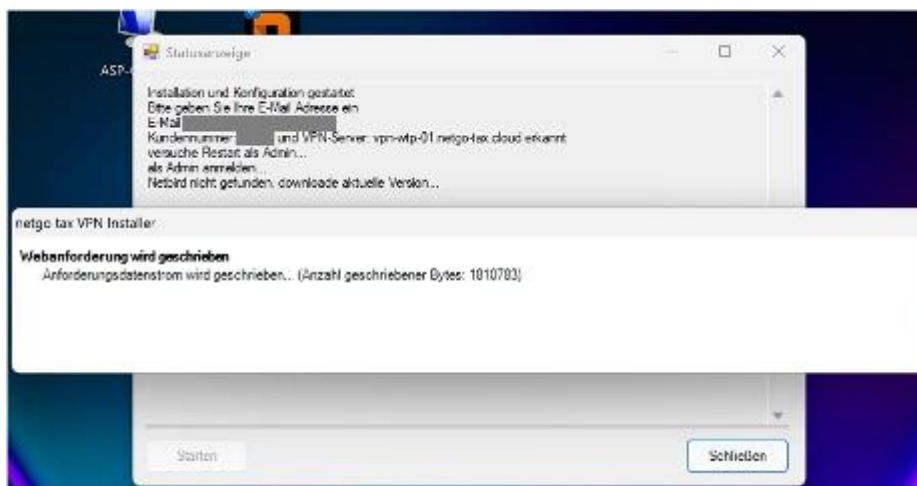 ASP-
Statusanzeige
Installation und Konfiguration gestartet
Bitte geben Sie Ihre E-Mail Adresse ein
E-Mail
Kundennummer und VPN-Server: vpn-wtp-01.netgo-tax.cloud erkannt
versuche Restart als Admin...
als Admin anmelden...
Netbird nicht gefunden, downloade aktuelle Version...
netgo tax VPN Installer
Webanforderung wird geschrieben
Anforderungsdatenstrom wird geschrieben... (Anzahl geschriebener Bytes: 1810783)
Starten
Schließen